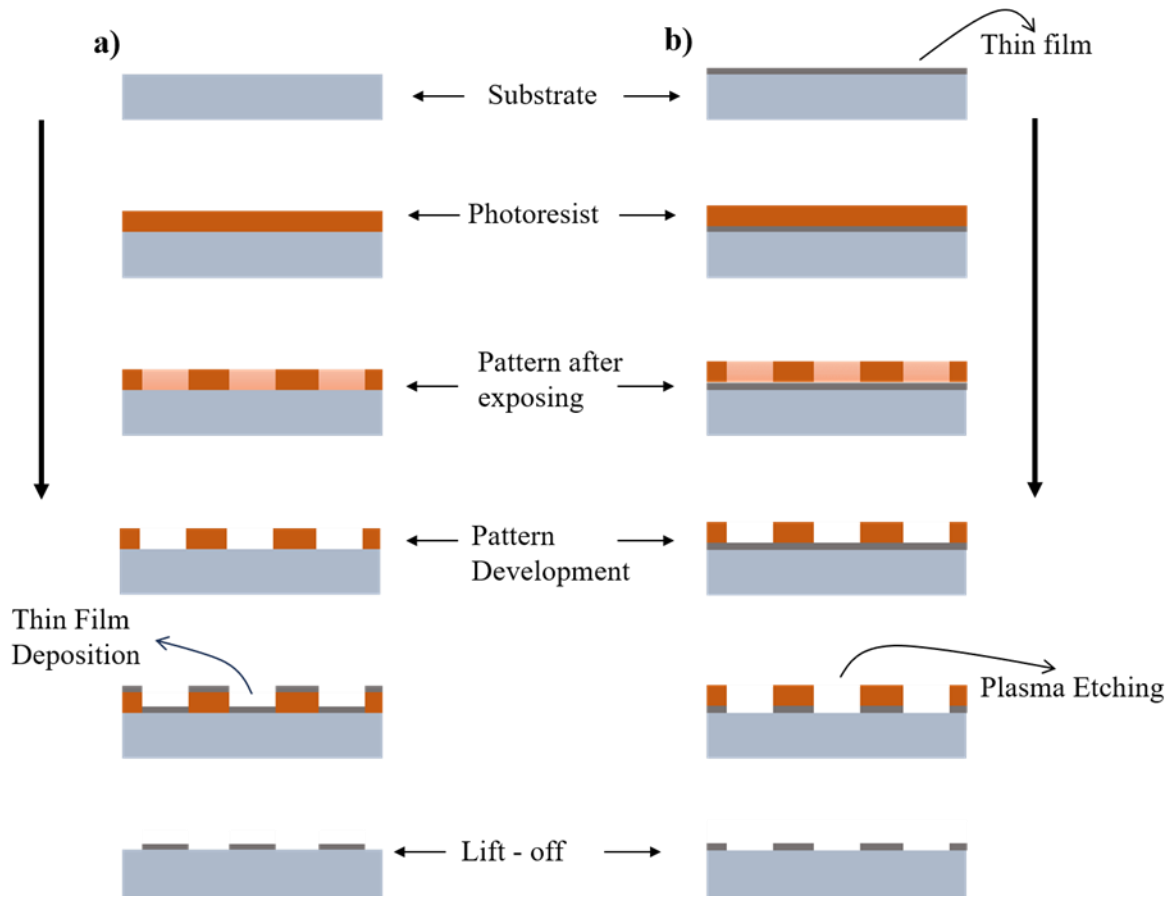 a)
b)
Thin film
Substrate
Photoresist
Pattern after
exposing
Pattern
Development
Thin Film
Deposition
Plasma Etching
Lift - off